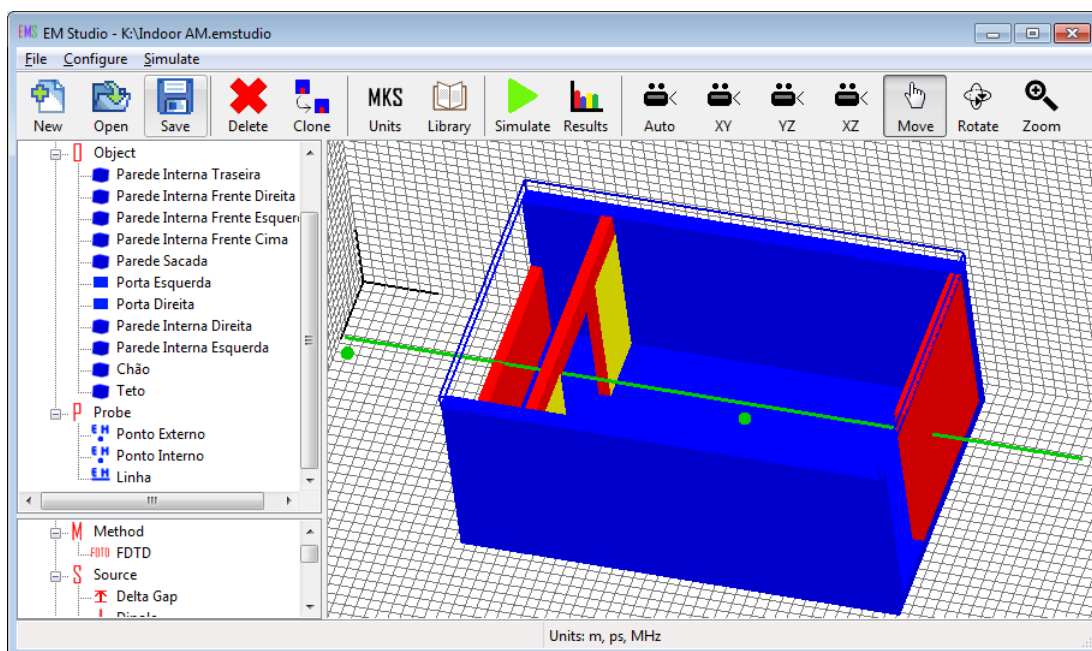 EMS EM Studio - K:\Indoor AM.emstudio
File Configure Simulate
MKS
New Open Save Delete Clone Units Library Simulate Results Auto XY YZ XZ Move Rotate Zoom
Object
Parede Interna Traseira
Parede Interna Frente Direita
Parede Interna Frente Esquer
Parede Interna Frente Cima
Parede Sacada
Porta Esquerda
Porta Direita
Parede Interna Direita
Parede Interna Esquerda
Chão
Teto
P Probe
E H Ponto Externo
E H Ponto Interno
E H Linha
M Method
FDTD FDTD
S Source
Delta Gap
Units: m, ps, MHz